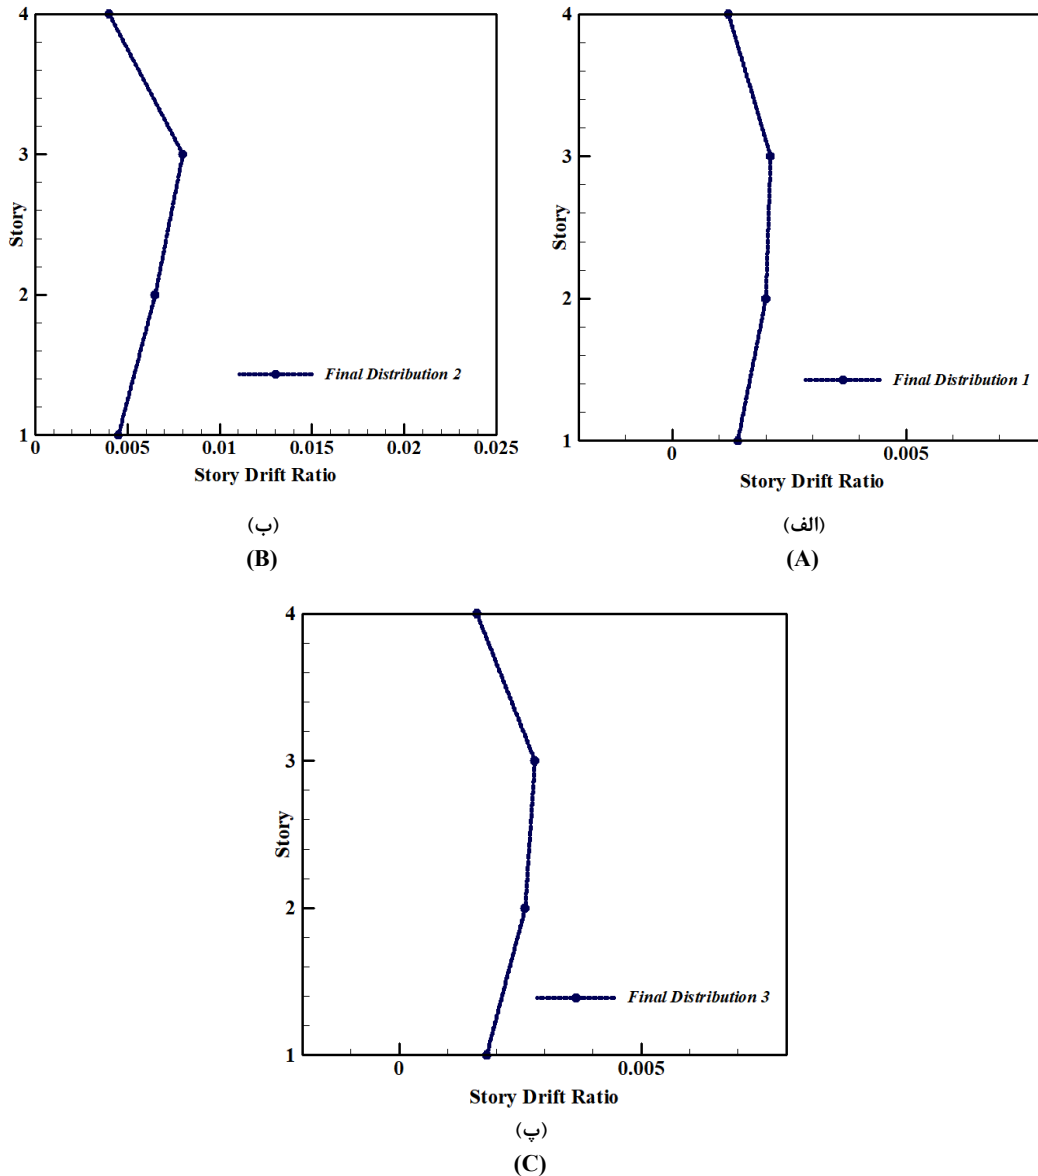 4
3
2
1
Story
0
0.005
0.01
0.015
0.02
0.025
Story Drift Ratio
Final Distribution 2
(ب)
(B)
4
3
2
1
Story
0
0.005
Story Drift Ratio
Final Distribution 1
(الف)
(A)
4
3
2
1
Story
0
0.005
Story Drift Ratio
Final Distribution 3
(پ)
(C)